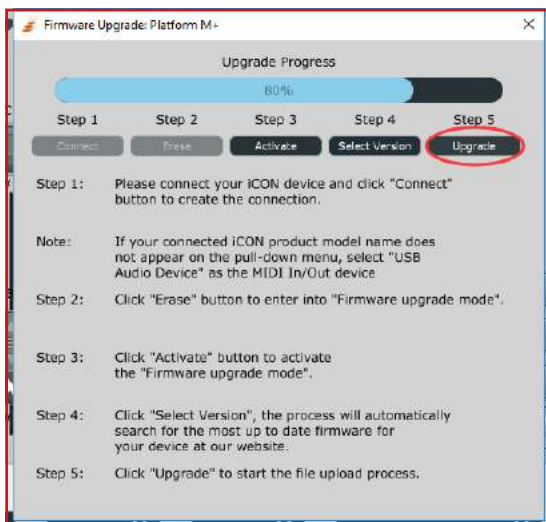 Firmware Upgrade: Platform M+
Upgrade Progress
80%
Step 1 Step 2 Step 3 Step 4 Step 5
Connect Erase Activate Select Version Upgrade
Step 1: Please connect your iCON device and click "Connect"
button to create the connection.
Note: If your connected iCON product model name does
not appear on the pull-down menu, select "USB
Audio Device" as the MIDI In/Out device
Step 2: Click "Erase" button to enter into "Firmware upgrade mode".
Step 3: Click "Activate" button to activate
the "Firmware upgrade mode".
Step 4: Click "Select Version", the process will automatically
search for the most up to date firmware for
your device at our website.
Step 5: Click "Upgrade" to start the file upload process.